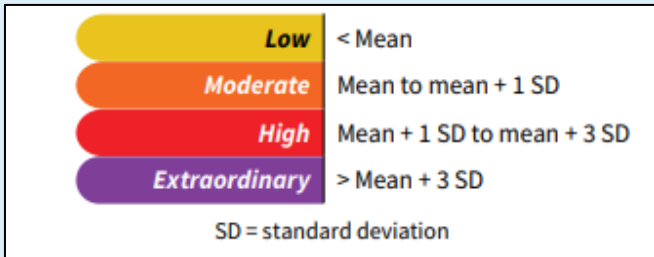 Low < Mean
Moderate Mean to mean + 1 SD
High Mean + 1 SD to mean + 3 SD
Extraordinary > Mean + 3 SD
SD = standard deviation